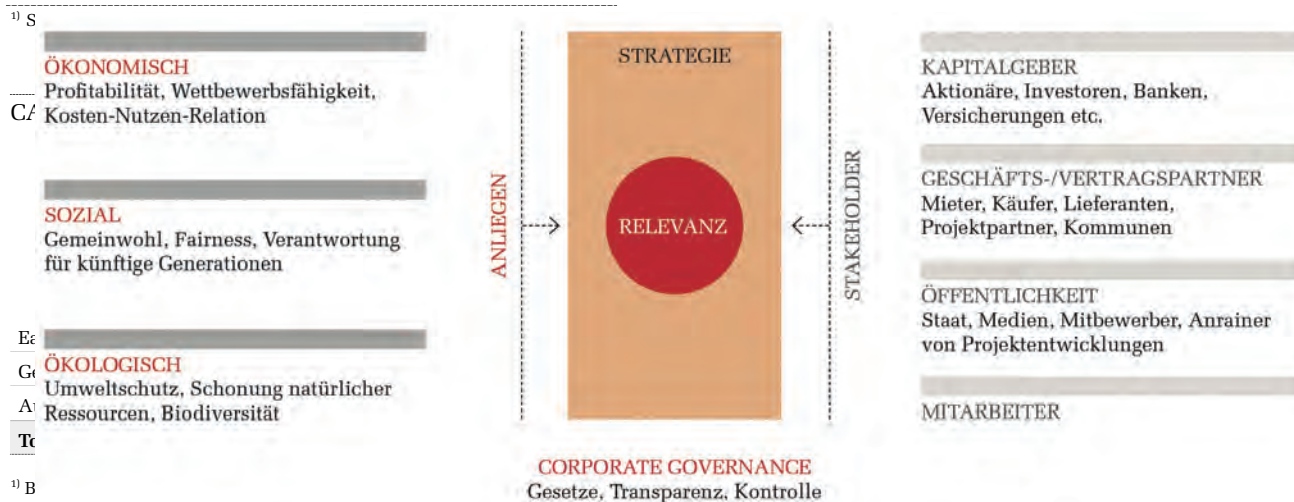 1) S
ÖKONOMISCH
Profitabilität, Wettbewerbsfähigkeit,
Kosten-Nutzen-Relation
SOZIAL
Gemeinwohl, Fairness, Verantwortung
für künftige Generationen
ÖKOLOGISCH
Umweltschutz, Schonung natürlicher
Ressourcen, Biodiversität
1) B
ANLIEGEN
STRATEGIE
RELEVANZ
STAKEHOLDER
CORPORATE GOVERNANCE
Gesetze, Transparenz, Kontrolle
KAPITALGEBER
Aktionäre, Investoren, Banken,
Versicherungen etc.
GESCHÄFTS-/VERTRAGSPARTNER
Mieter, Käufer, Lieferanten,
Projektpartner, Kommunen
ÖFFENTLICHKEIT
Staat, Medien, Mitbewerber, Anrainer
von Projektentwicklungen
MITARBEITER